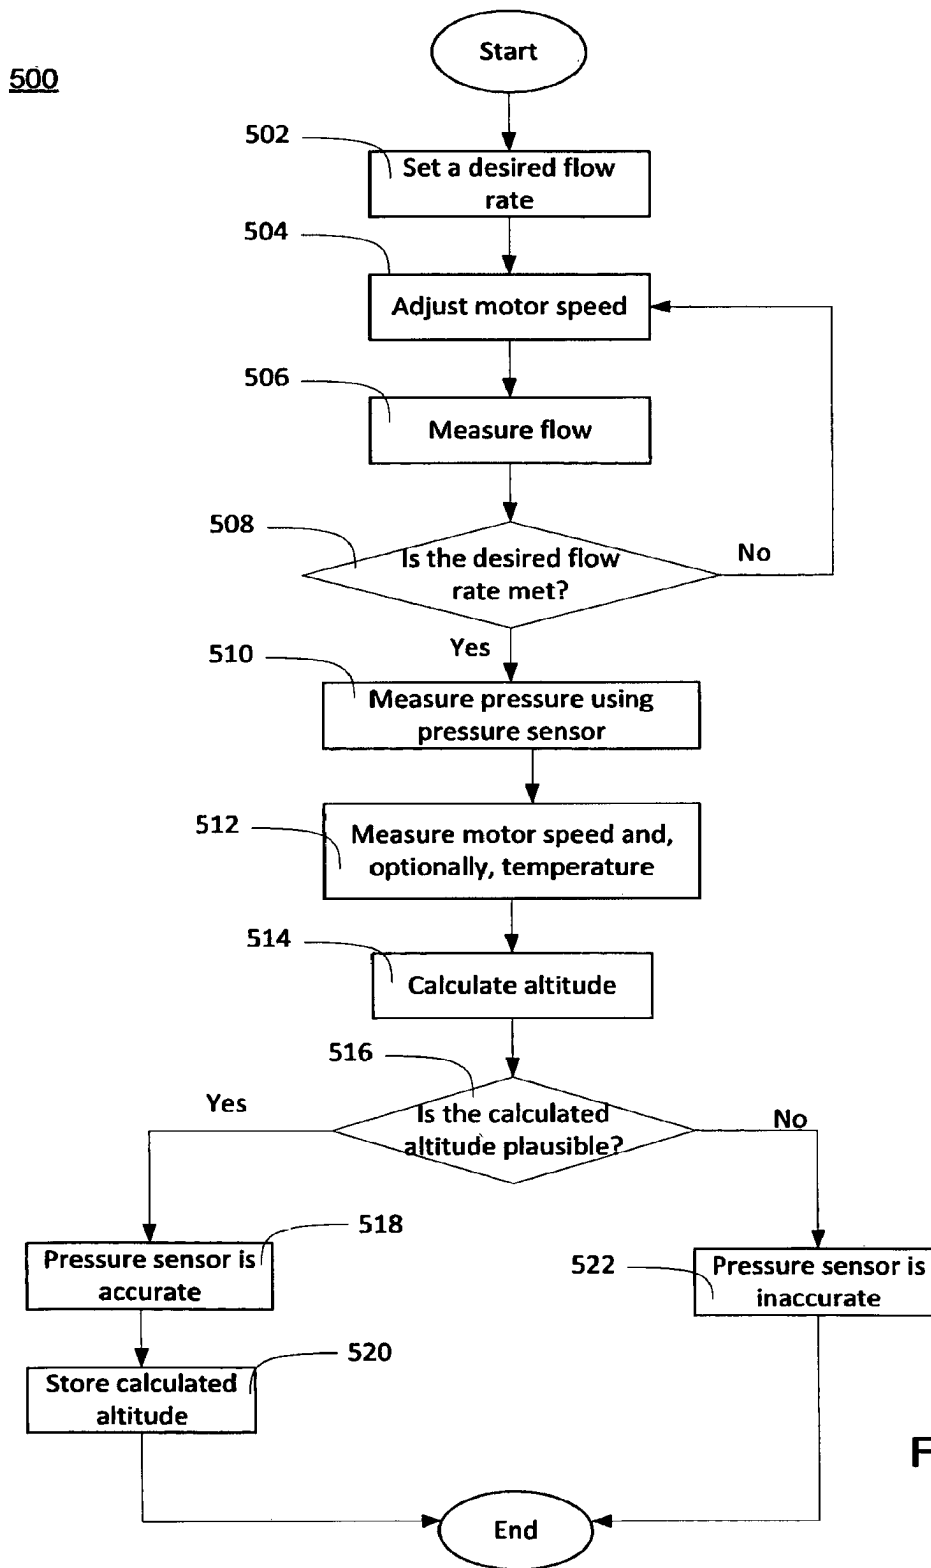 Start
500
502
Set a desired flow
rate
504
Adjust motor speed
506
Measure flow
508
Is the desired flow
rate met?
No
Yes
510
Measure pressure using
pressure sensor
512
Measure motor speed and,
optionally, temperature
514
Calculate altitude
516
Yes
Is the calculated
altitude plausible?
No
518
Pressure sensor is
accurate
522
Pressure sensor is
inaccurate
520
Store calculated
altitude
F
End